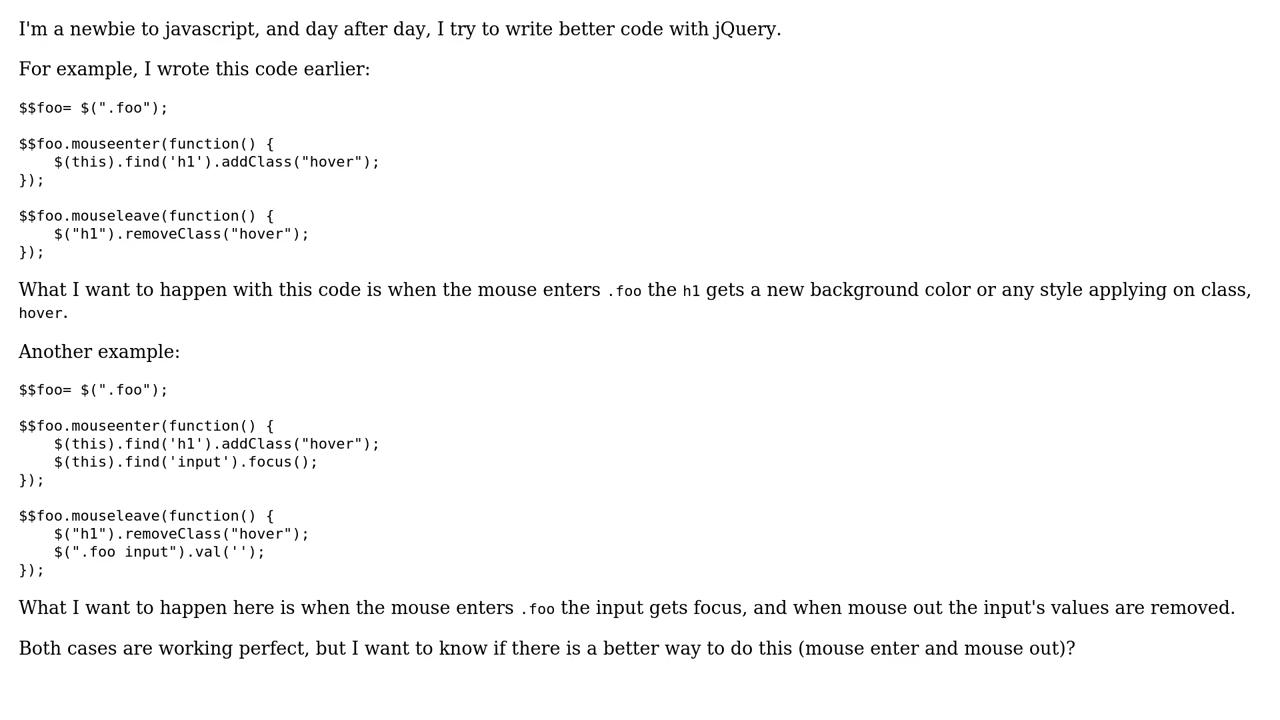 I'm a newbie to javascript, and day after day, I try to write better code with jQuery.
For example, I wrote this code earlier:
$$foo= $(".foo");
$$foo.mouseenter(function() {
    $(this).find('h1').addClass("hover");
});
$$foo.mouseleave(function() {
    $("h1").removeClass("hover");
});
What I want to happen with this code is when the mouse enters .foo the h1 gets a new background color or any style applying on class,
hover.
Another example:
$$foo= $(".foo");
$$foo.mouseenter(function() {
    $(this).find('h1').addClass("hover");
    $(this).find('input').focus();
});
$$foo.mouseleave(function() {
    $("h1").removeClass("hover");
    $(".foo input").val('');
});
What I want to happen here is when the mouse enters .foo the input gets focus, and when mouse out the input's values are removed.
Both cases are working perfect, but I want to know if there is a better way to do this (mouse enter and mouse out)?